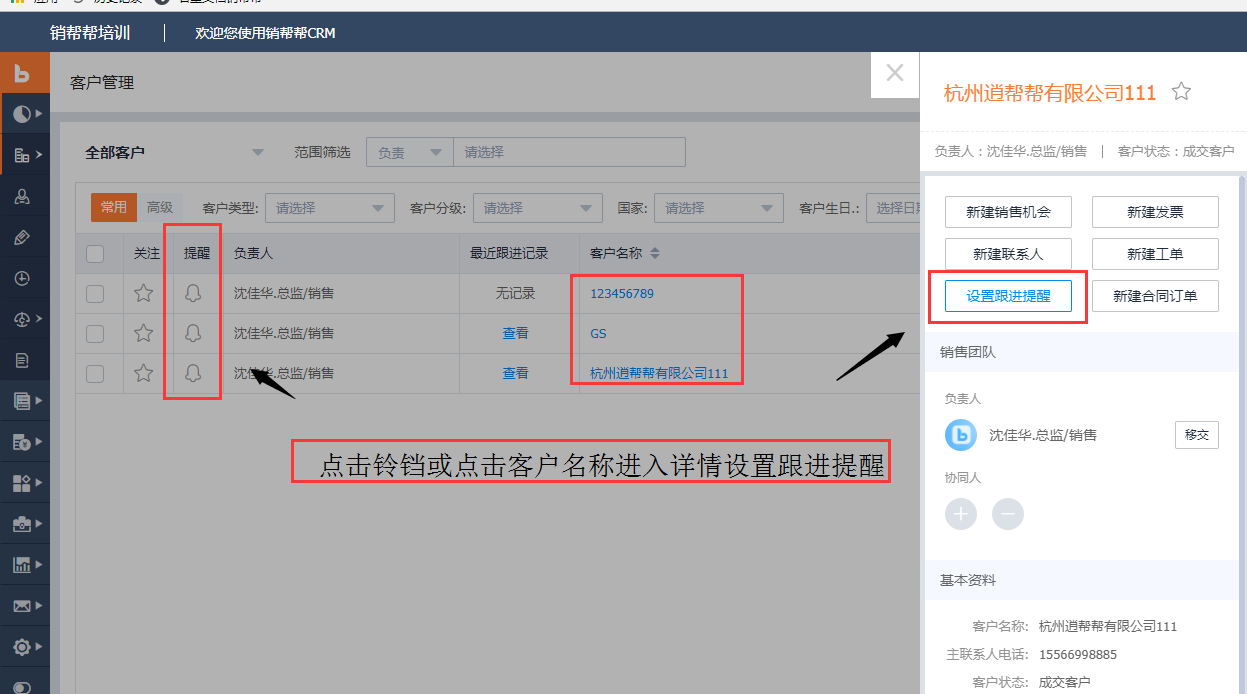 销帮帮培训 欢迎您使用销帮帮CRM
客户管理
全部客户 范围筛选 负责 请选择
常用 高级 客户类型: 请选择 客户分级: 请选择 国家: 请选择 客户生日.: 选择日
关注 提醒 负责人 最近跟进记录 客户名称
沈佳华.总监/销售 无记录 123456789
沈佳华.总监/销售 查看 GS
沈佳华.总监/销售 查看 杭州逍帮帮有限公司111
点击铃铛或点击客户名称进入详情设置跟进提醒
杭州逍帮帮有限公司111
负责人：沈佳华.总监/销售 | 客户状态：成交客户
新建销售机会 新建发票
新建联系人 新建工单
设置跟进提醒 新建合同订单
销售团队
负责人
沈佳华.总监/销售 移交
协同人
基本资料
客户名称: 杭州逍帮帮有限公司111
主联系人电话: 15566998885
客户状态: 成交客户